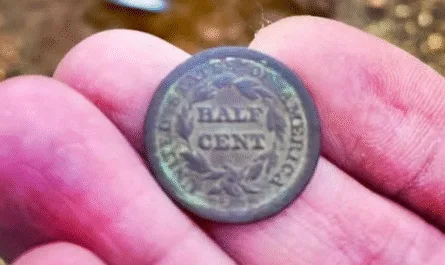 UNITED STATES OF AMERICA
HALF
CENT